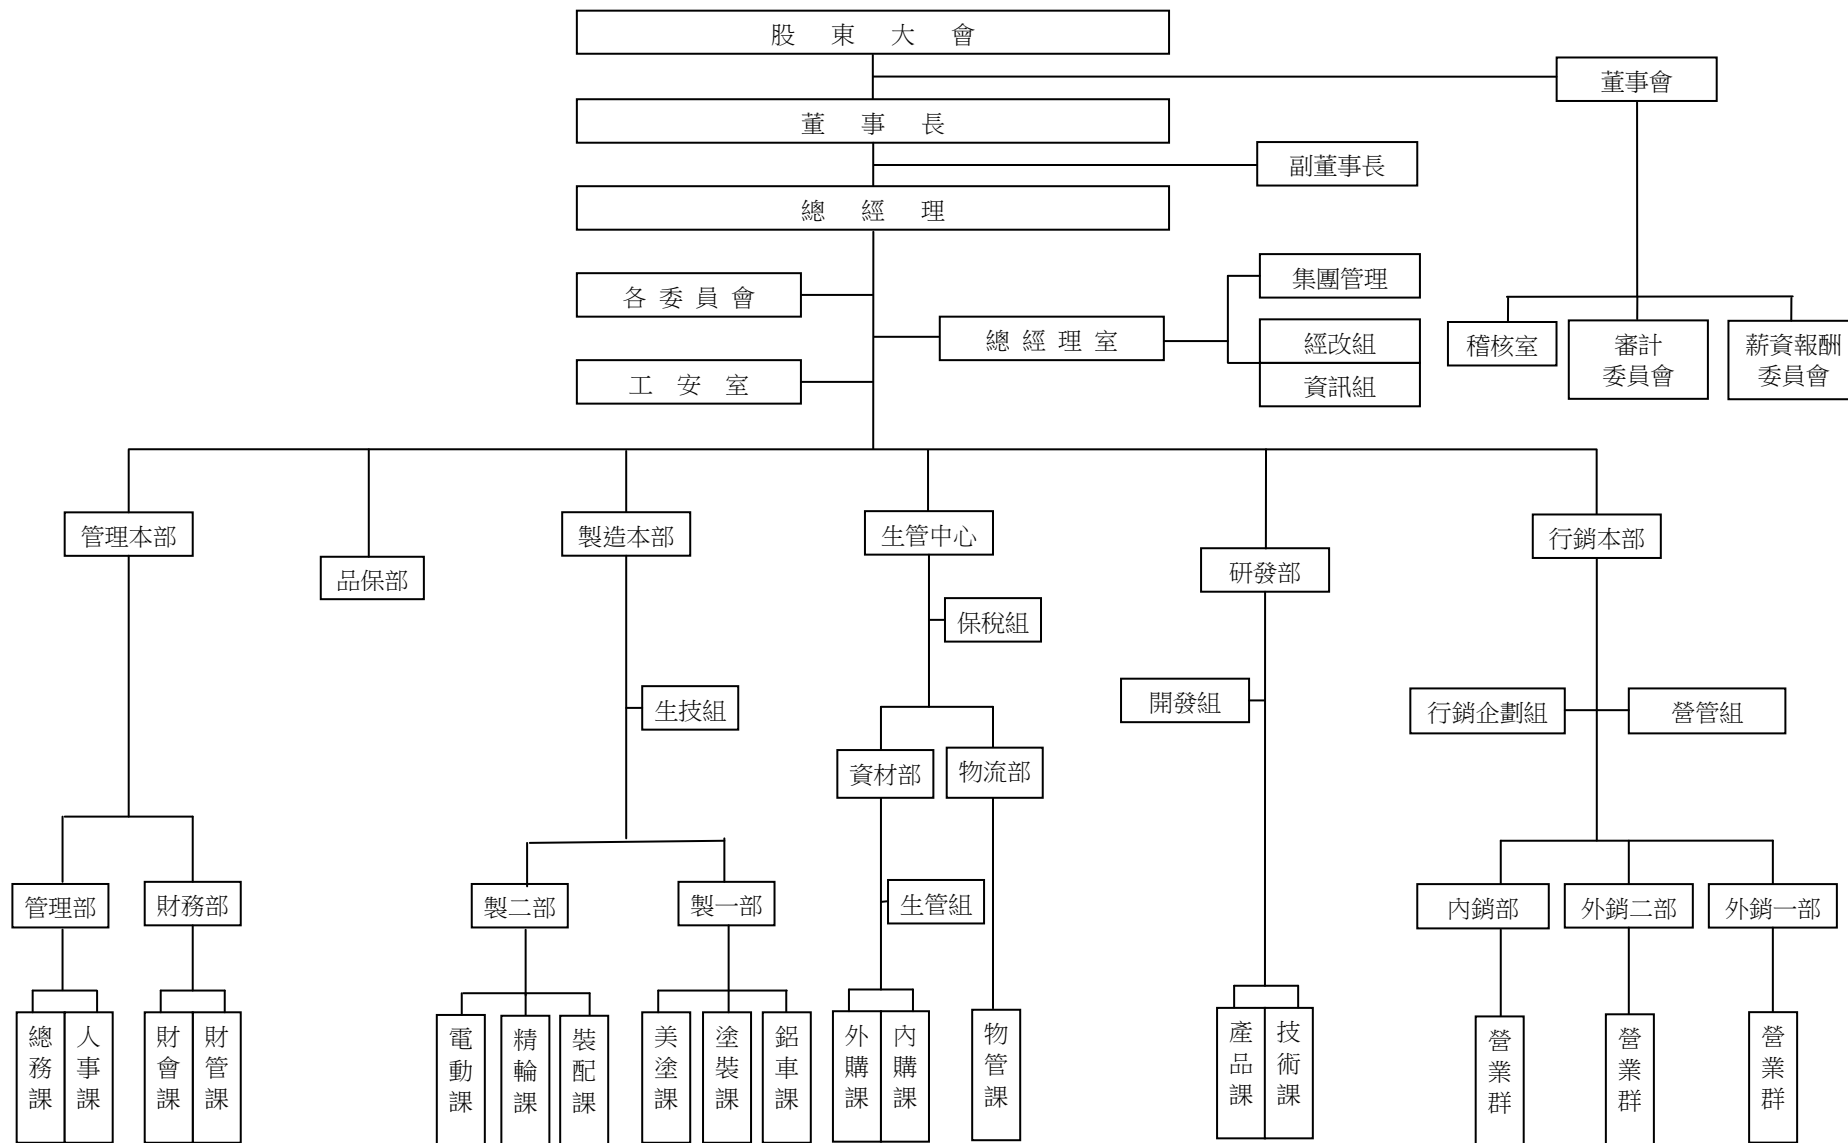 股東大會
董事會
董事長
副董事長
總經理
各委員會
集團管理
總經理室
經改組
資訊組
工安室
稽核室
審計
委員會
薪資報酬
委員會
管理本部
品保部
製造本部
生管中心
研發部
行銷本部
保稅組
生技組
開發組
行銷企劃組
營管組
資材部
物流部
管理部
財務部
製二部
製一部
生管組
內銷部
外銷二部
外銷一部
總務課
人事課
財會課
財管課
電動課
精輪課
裝配課
美塗課
塗裝課
鋁車課
外購課
內購課
物管課
產品課
技術課
營業群
營業群
營業群